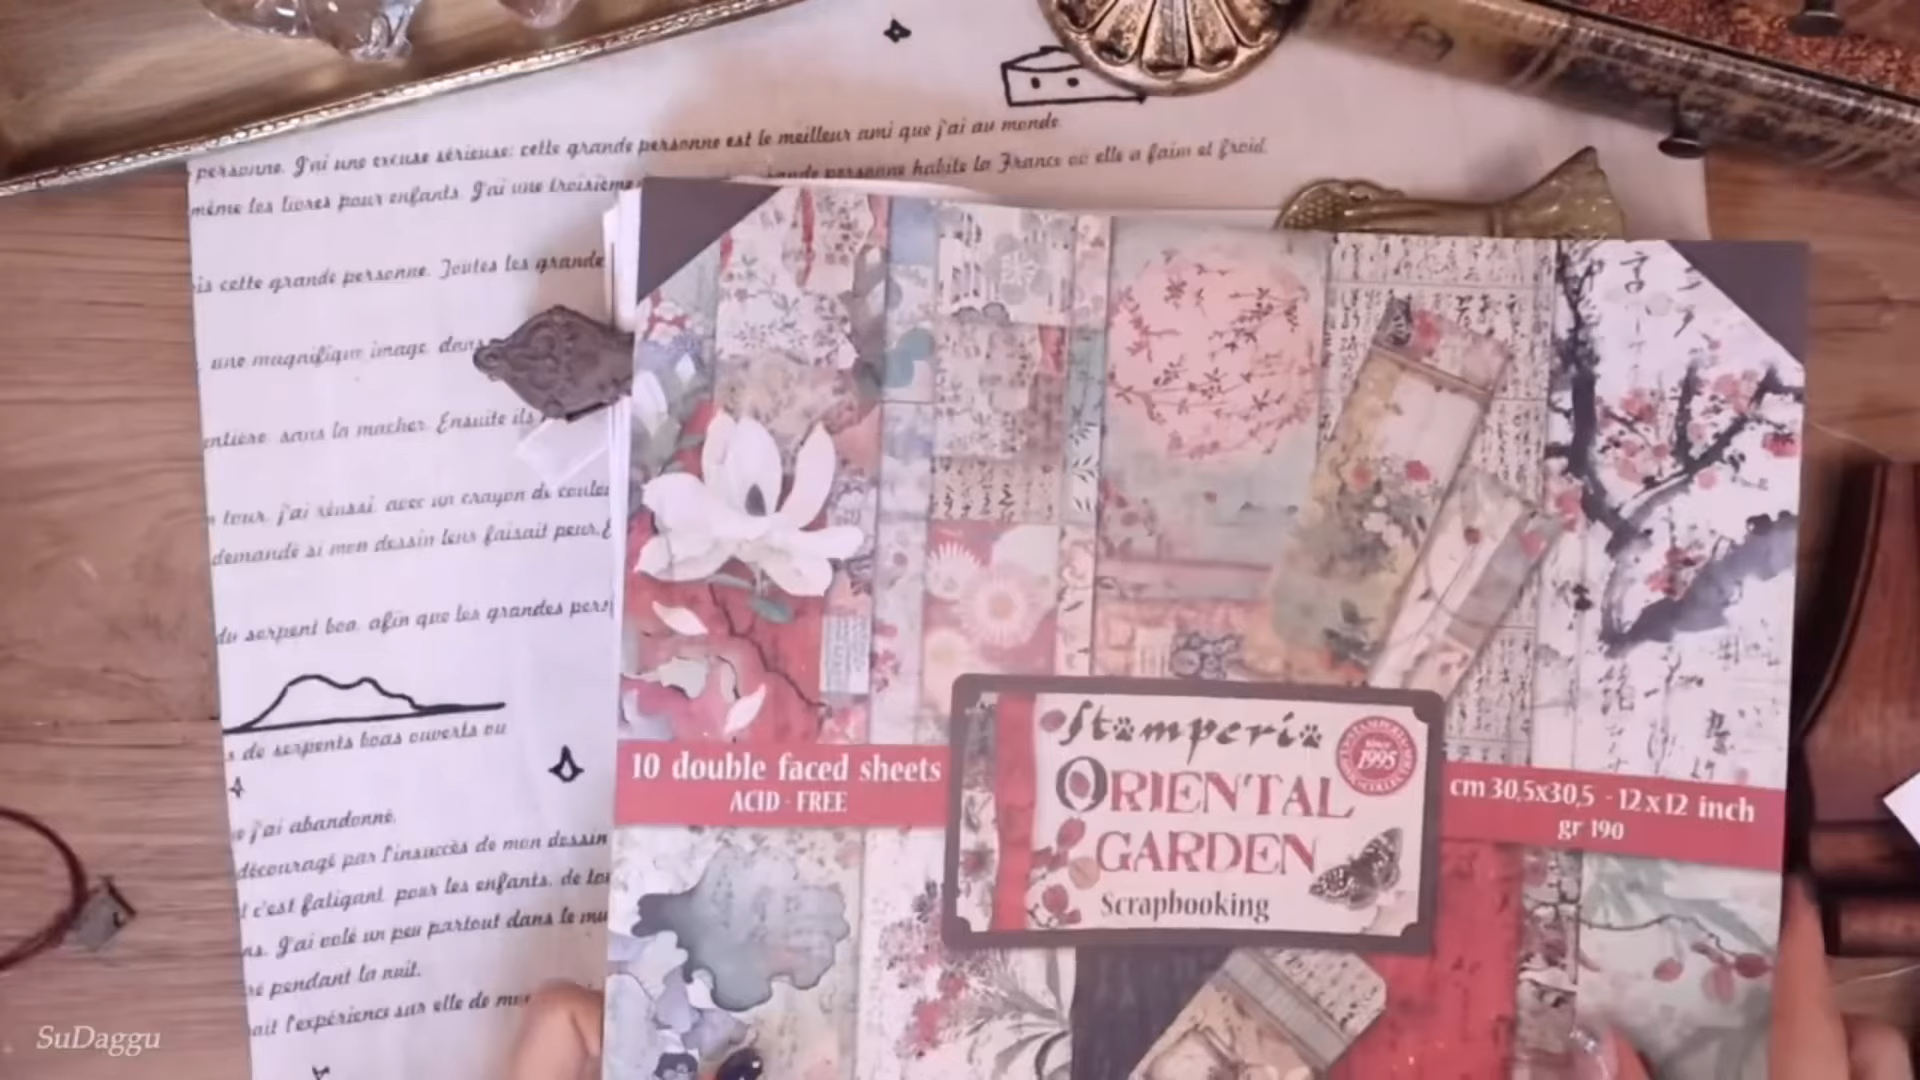 personne. J'ai une excuse sérieuse: cette grande personne est le meilleur ami que j'ai au monde.
même les livres pour enfants. J'ai une troisième
personne habite la France où elle a faim et froid.
is cette grande personne. Toutes les grande
une magnifique image, dans
entière, sans la mâcher. Ensuite ils
tour, j'ai réussi, avec un crayon de coule
demandé si mon dessin leur faisait peur.
du serpent boa, afin que les grandes pers
s de serpents boas ouverts ou
j'ai abandonné,
découragé par l'insuccès de mon dessin
t c'est fatigant, pour les enfants, de tou
ns. J'ai volé un peu partout dans le mo
pendant la nuit.
ait l'expérience sur elle de mon
Stamperia
SINCE
1995
10 double faced sheets
ACID - FREE
ORIENTAL
GARDEN
Scrapbooking
cm 30,5x30,5 - 12x12 inch
gr 190
SuDaggu